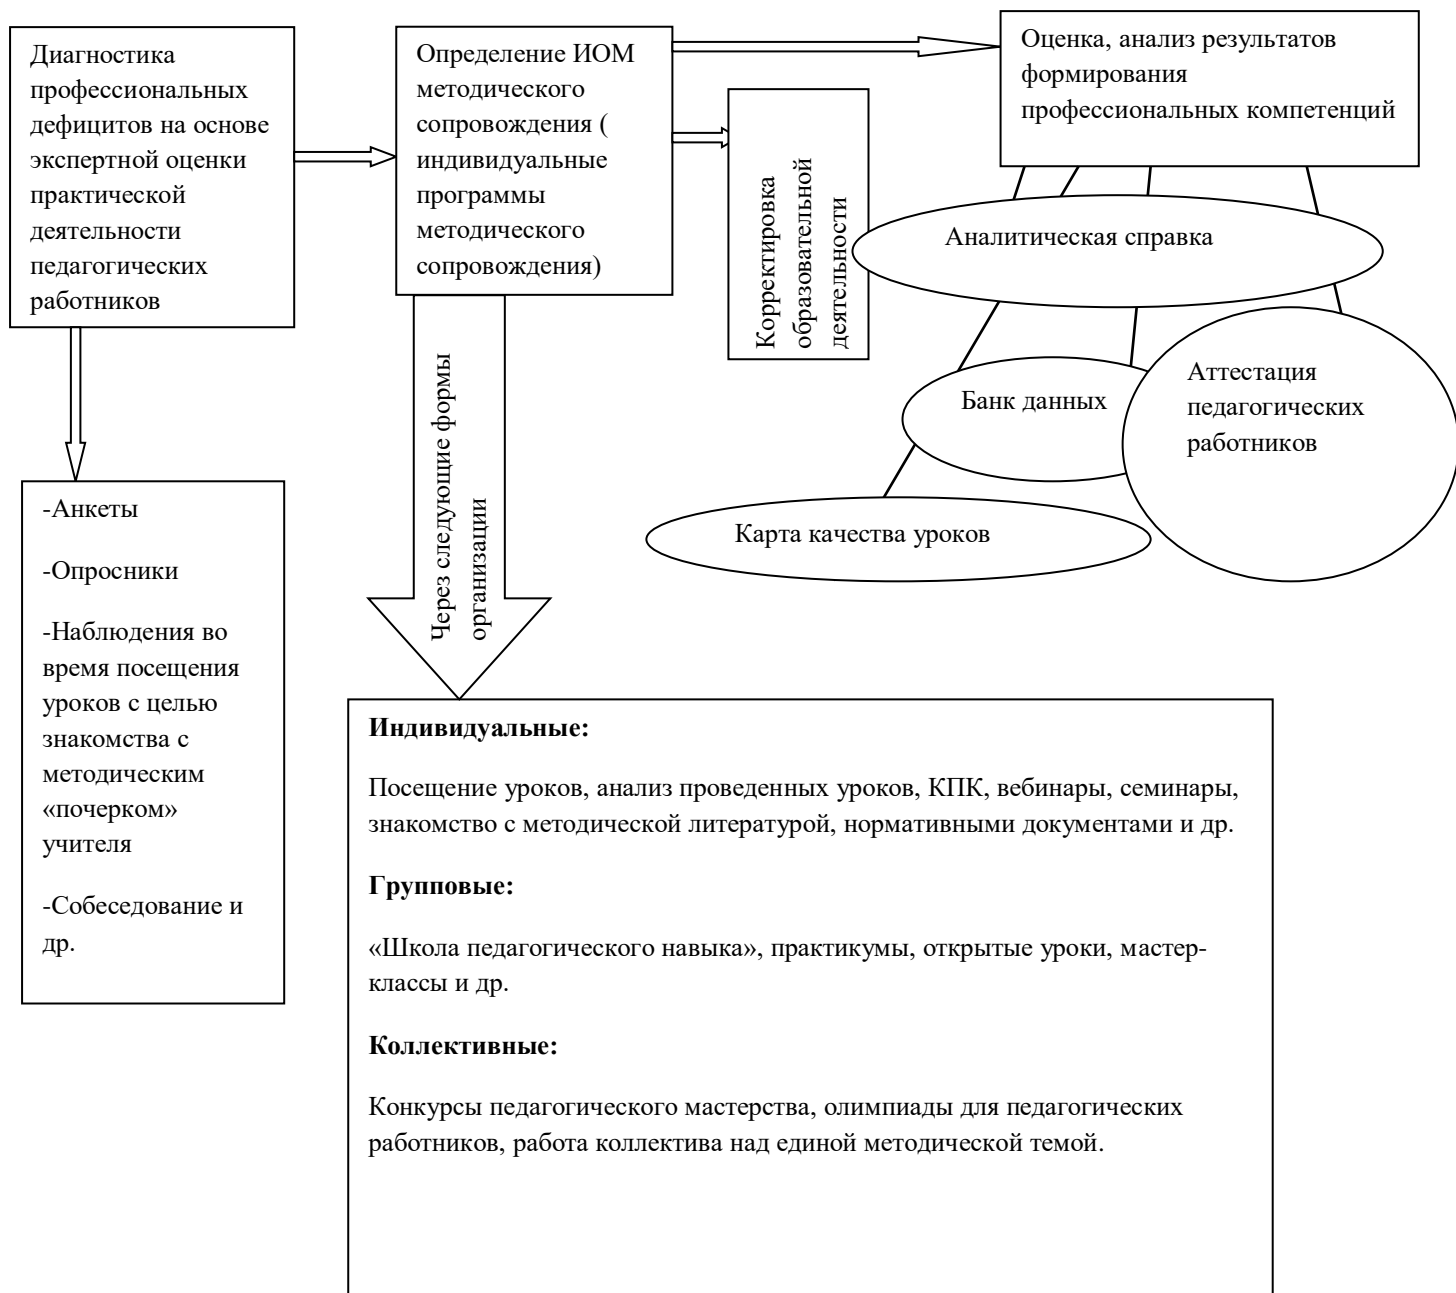 Диагностика
профессиональных
дефицитов на основе
экспертной оценки
практической
деятельности
педагогических
работников
Определение ИОМ
методического
сопровождения (
индивидуальные
программы
методического
сопровождения)
Корректировка
образовательной
деятельности
Оценка, анализ результатов
формирования
профессиональных компетенций
Аналитическая справка
Банк данных
Аттестация
педагогических
работников
Карта качества уроков
Через следующие формы
организации
-Анкеты
-Опросники
-Наблюдения во
время посещения
уроков с целью
знакомства с
методическим
«почерком»
учителя
-Собеседование и
др.
Индивидуальные:
Посещение уроков, анализ проведенных уроков, КПК, вебинары, семинары,
знакомство с методической литературой, нормативными документами и др.
Групповые:
«Школа педагогического навыка», практикумы, открытые уроки, мастер-
классы и др.
Коллективные:
Конкурсы педагогического мастерства, олимпиады для педагогических
работников, работа коллектива над единой методической темой.